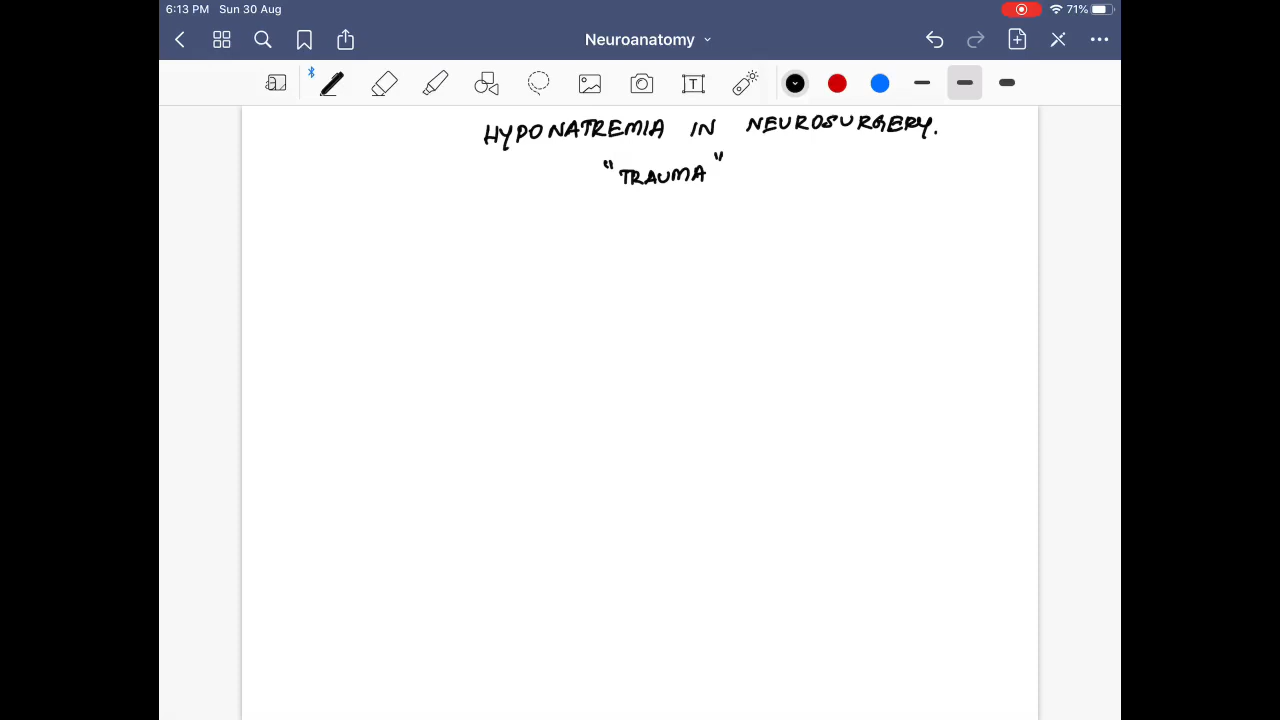 6:13 PM Sun 30 Aug 71%
Neuroanatomy
T
HYPONATREMIA IN NEUROSURGERY.
"TRAUMA"